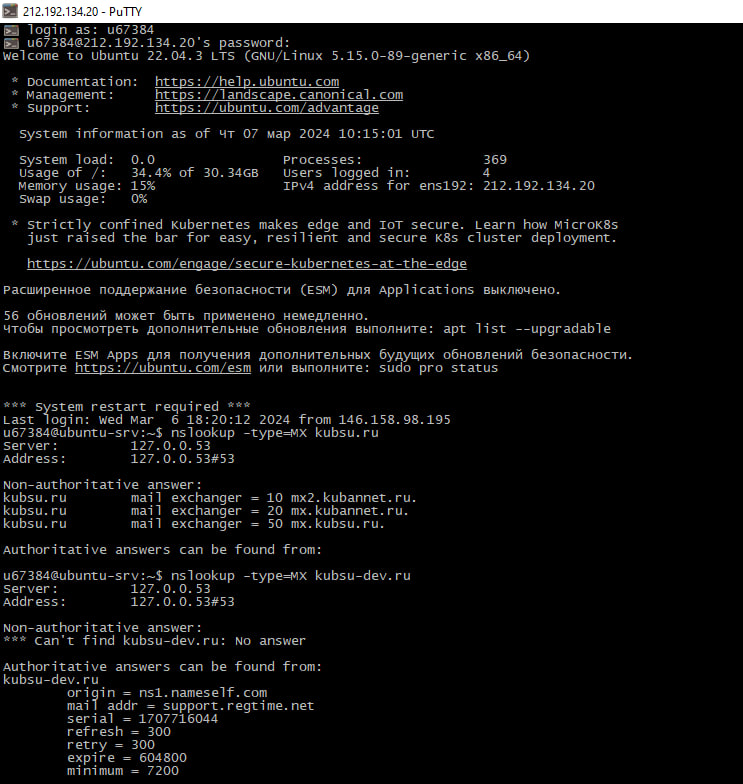 212.192.134.20 - PuTTY
login as: u67384
u67384@212.192.134.20's password:
Welcome to Ubuntu 22.04.3 LTS (GNU/Linux 5.15.0-89-generic x86_64)
* Documentation:  https://help.ubuntu.com
* Management:     https://landscape.canonical.com
* Support:        https://ubuntu.com/advantage
System information as of Чт 07 мар 2024 10:15:01 UTC
System load:  0.0                Processes:               369
Usage of /:   34.4% of 30.34GB   Users logged in:         4
Memory usage: 15%                IPv4 address for ens192: 212.192.134.20
Swap usage:   0%
* Strictly confined Kubernetes makes edge and IoT secure. Learn how MicroK8s
just raised the bar for easy, resilient and secure K8s cluster deployment.
https://ubuntu.com/engage/secure-kubernetes-at-the-edge
Расширенное поддержание безопасности (ESM) для Applications выключено.
56 обновлений может быть применено немедленно.
Чтобы просмотреть дополнительные обновления выполните: apt list --upgradable
Включите ESM Apps для получения дополнительных будущих обновлений безопасности.
Смотрите https://ubuntu.com/esm или выполните: sudo pro status
*** System restart required ***
Last login: Wed Mar  6 18:20:12 2024 from 146.158.98.195
u67384@ubuntu-srv:~$ nslookup -type=MX kubsu.ru
Server:         127.0.0.53
Address:        127.0.0.53#53
Non-authoritative answer:
kubsu.ru        mail exchanger = 10 mx2.kubannet.ru.
kubsu.ru        mail exchanger = 20 mx.kubannet.ru.
kubsu.ru        mail exchanger = 50 mx.kubsu.ru.
Authoritative answers can be found from:
u67384@ubuntu-srv:~$ nslookup -type=MX kubsu-dev.ru
Server:         127.0.0.53
Address:        127.0.0.53#53
Non-authoritative answer:
*** Can't find kubsu-dev.ru: No answer
Authoritative answers can be found from:
kubsu-dev.ru
origin = ns1.nameself.com
mail addr = support.regtime.net
serial = 1707716044
refresh = 300
retry = 300
expire = 604800
minimum = 7200